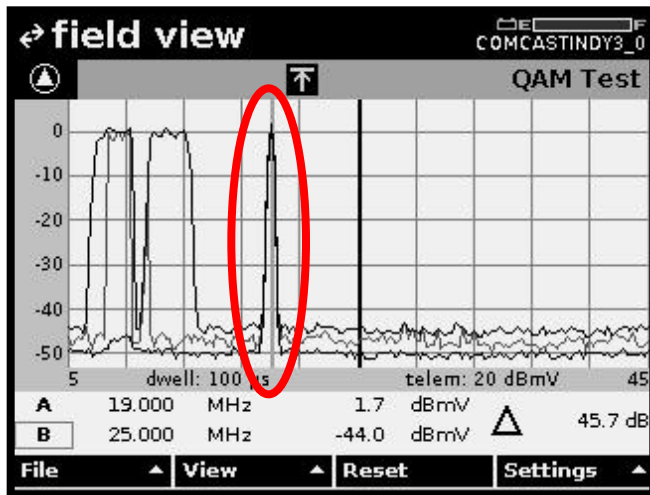 field view
E F
COMCASTINDY3_0
QAM Test
0
-10
-20
-30
-40
-50
5 dwell: 100 µs telem: 20 dBmV 45
A 19.000 MHz 1.7 dBmV
B 25.000 MHz -44.0 dBmV
Δ 45.7 dB
File View Reset Settings